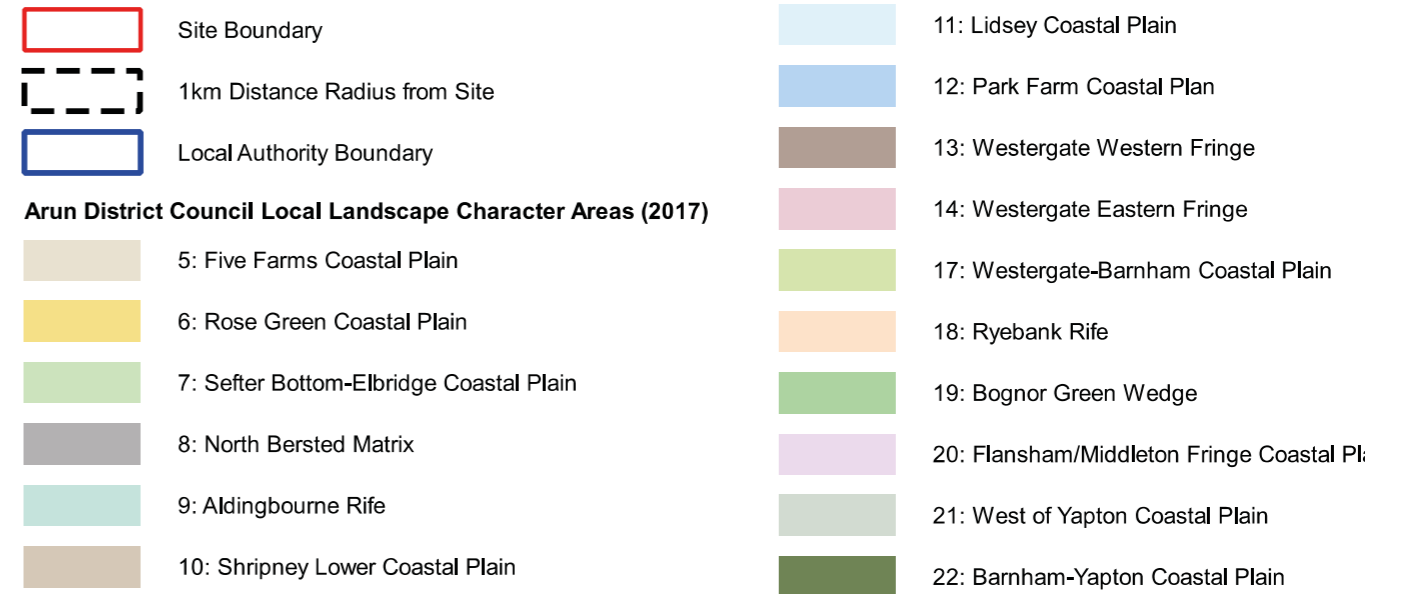 Site Boundary
1km Distance Radius from Site
Local Authority Boundary
Arun District Council Local Landscape Character Areas (2017)
5: Five Farms Coastal Plain
6: Rose Green Coastal Plain
7: Sefter Bottom-Elbridge Coastal Plain
8: North Bersted Matrix
9: Aldingbourne Rife
10: Shripney Lower Coastal Plain
11: Lidsey Coastal Plain
12: Park Farm Coastal Plan
13: Westergate Western Fringe
14: Westergate Eastern Fringe
17: Westergate-Barnham Coastal Plain
18: Ryebank Rife
19: Bognor Green Wedge
20: Flansham/Middleton Fringe Coastal
21: West of Yapton Coastal Plain
22: Barnham-Yapton Coastal Plain